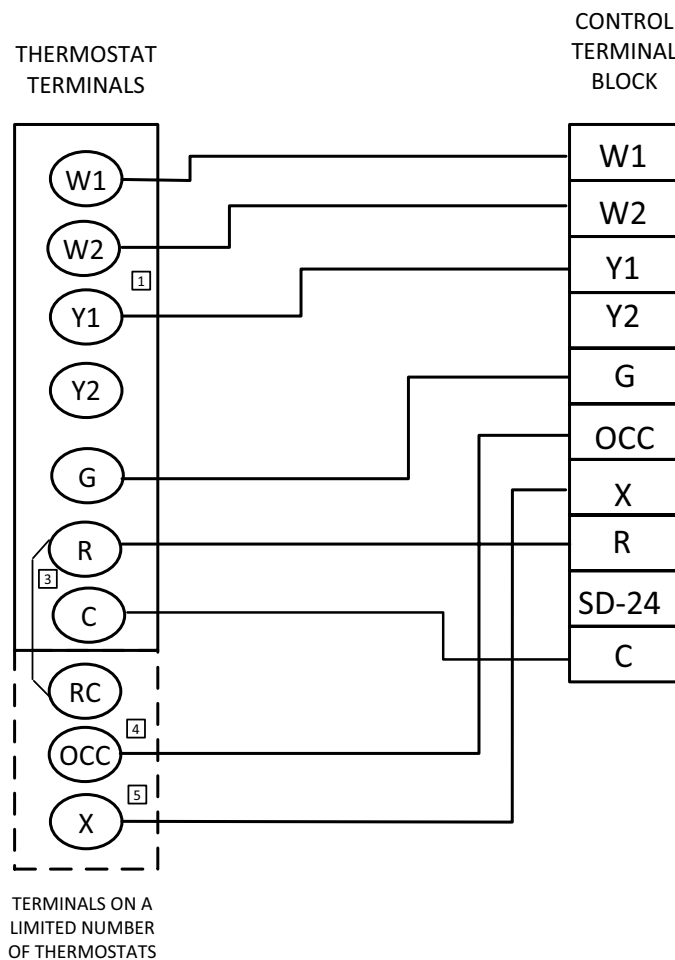 THERMOSTAT
TERMINALS
CONTROL
TERMINAL
BLOCK
W1
W2
1
Y1
Y2
G
R
3
C
RC
4
OCC
5
X
W1
W2
Y1
Y2
G
OCC
X
R
SD-24
C
TERMINALS ON A
LIMITED NUMBER
OF THERMOSTATS